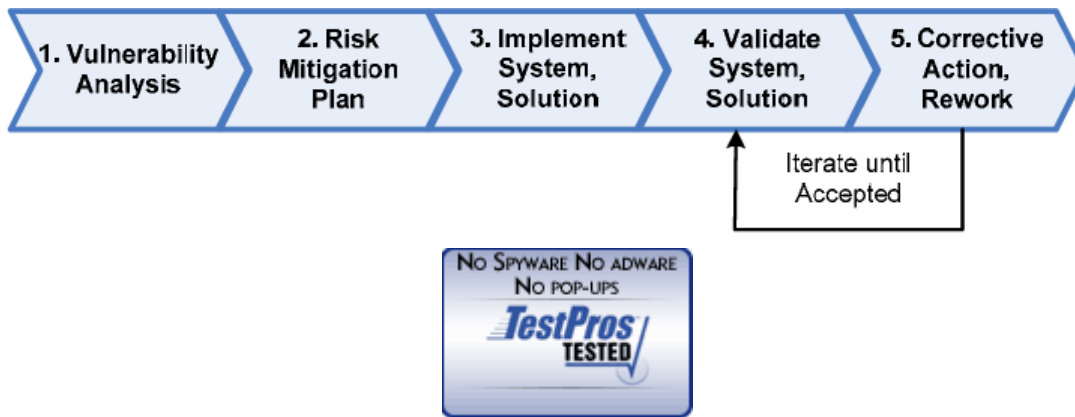 1. Vulnerability
Analysis
2. Risk
Mitigation
Plan
3. Implement
System,
Solution
4. Validate
System,
Solution
5. Corrective
Action,
Rework
Iterate until
Accepted
No Spyware No adware
No pop-ups
TestPros
TESTED